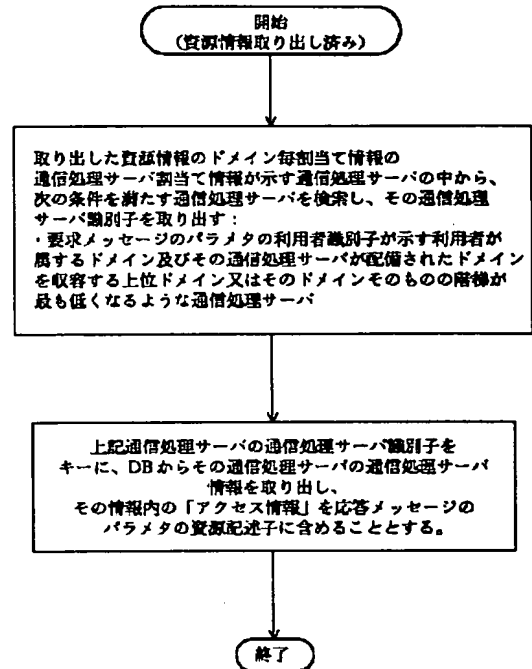 開始
(資源情報取り出し済み)
取り出した資源情報のドメイン毎割当て情報の
通信処理サーバ割当て情報が示す通信処理サーバの中から、
次の条件を満たす通信サーバを検索し、その通信処理
サーバ識別子を取り出す：
・要求メッセージのパラメタの利用者識別子が示す利用者が
属するドメイン及びその通信処理サーバが配備されたドメイン
を収容する上位ドメイン又はそのドメインそのものの階梯が
最も低くなるような通信処理サーバ
上記通信処理サーバの通信処理サーバ識別子を
キーに、DBからその通信処理サーバの通信処理サーバ
情報を取り出し、
その情報内の「アクセス情報」を応答メッセージの
パラメタの資源記述子に含めることとする。
終了